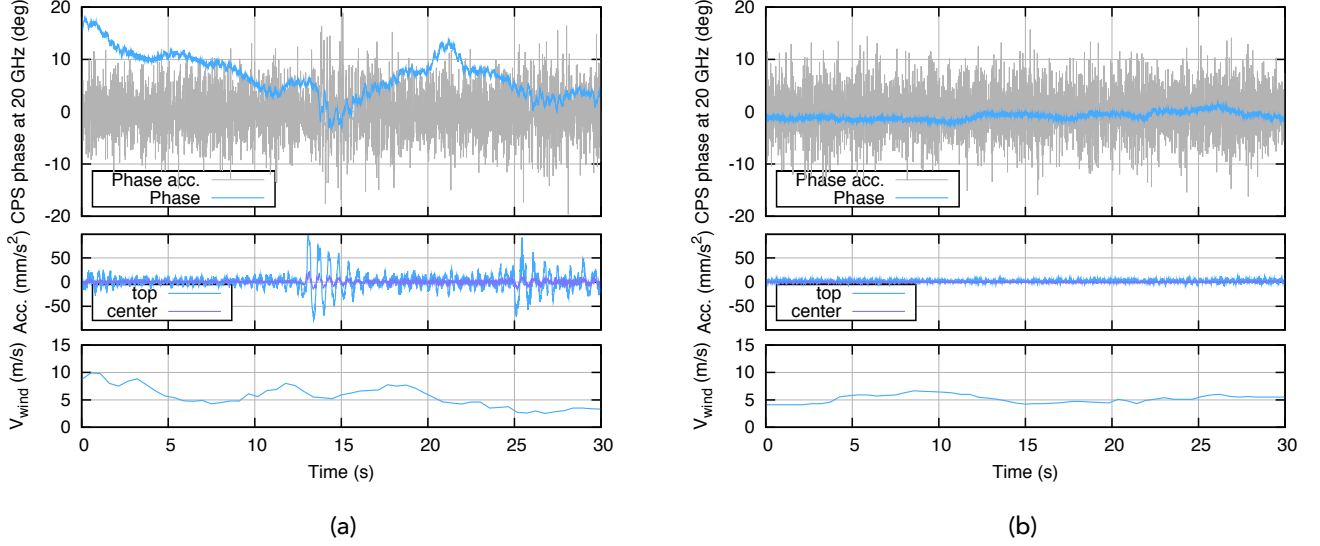 CPS phase at 20 GHz (deg)
20
10
0
-10
-20
Phase acc.
Phase
Acc. (mm/s²)
50
0
-50
top
center
V_wind (m/s)
15
10
5
0
0 5 10 15 20 25 30
Time (s)
(a)
CPS phase at 20 GHz (deg)
20
10
0
-10
-20
Phase acc.
Phase
Acc. (mm/s²)
50
0
-50
top
center
V_wind (m/s)
15
10
5
0
0 5 10 15 20 25 30
Time (s)
(b)